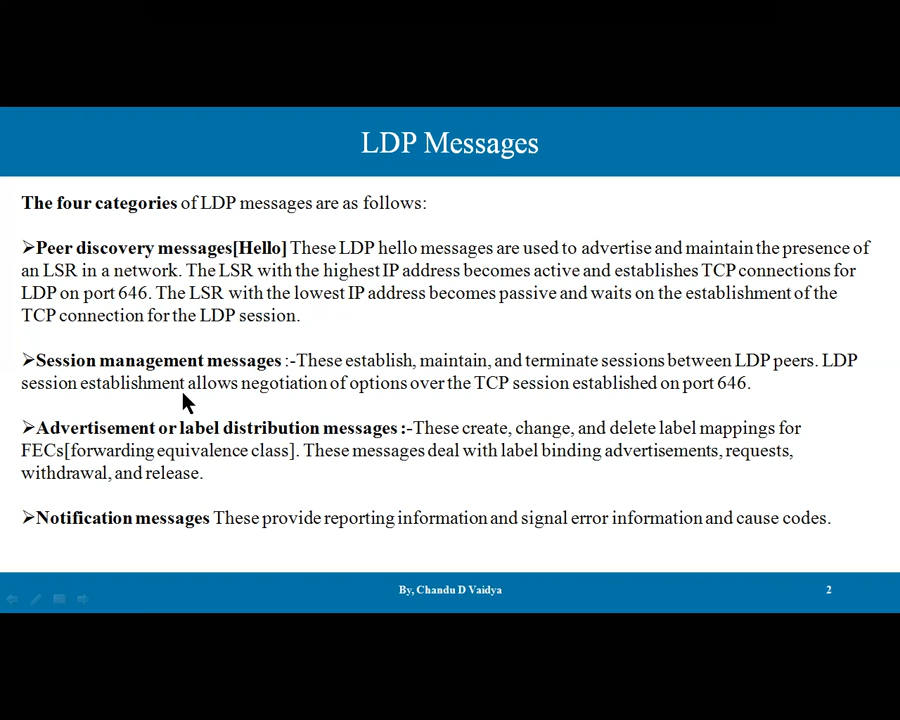 LDP Messages
The four categories of LDP messages are as follows:
➢Peer discovery messages[Hello] These LDP hello messages are used to advertise and maintain the presence of
an LSR in a network. The LSR with the highest IP address becomes active and establishes TCP connections for
LDP on port 646. The LSR with the lowest IP address becomes passive and waits on the establishment of the
TCP connection for the LDP session.
➢Session management messages :-These establish, maintain, and terminate sessions between LDP peers. LDP
session establishment allows negotiation of options over the TCP session established on port 646.
➢Advertisement or label distribution messages :-These create, change, and delete label mappings for
FECs[forwarding equivalence class]. These messages deal with label binding advertisements, requests,
withdrawal, and release.
➢Notification messages These provide reporting information and signal error information and cause codes.
By, Chandu D Vaidya
2